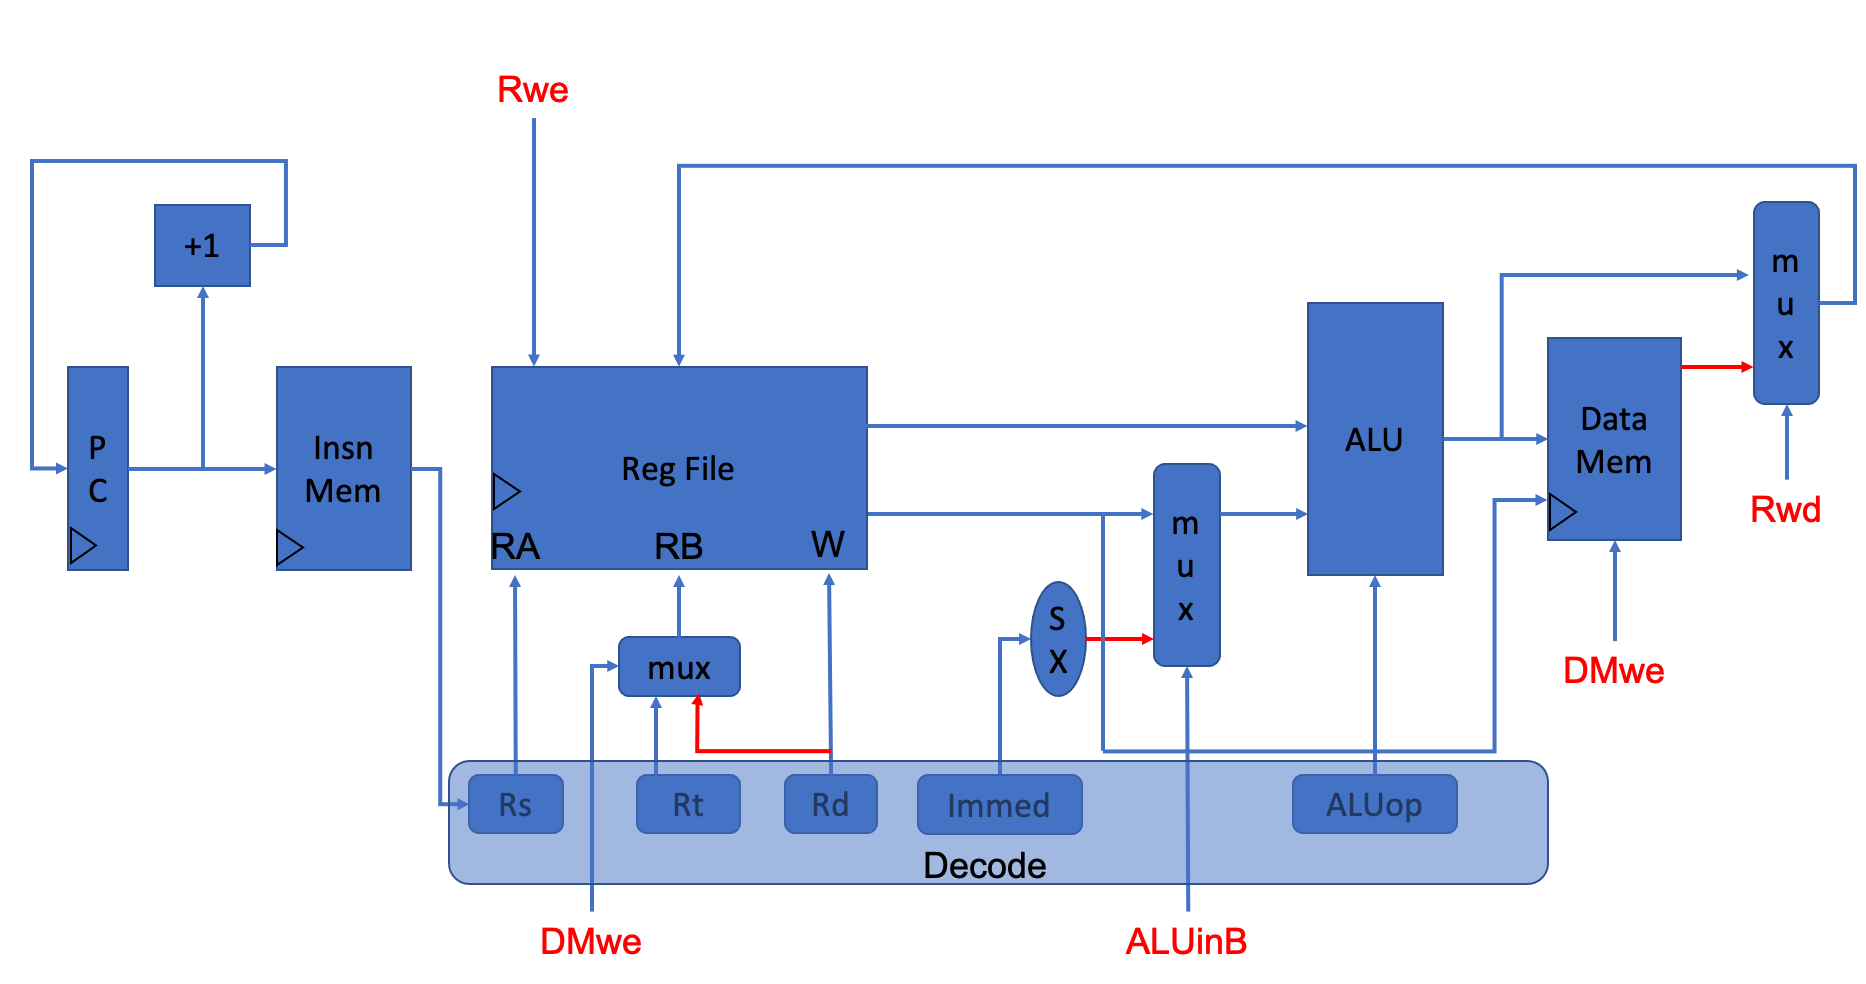 Rwe
+1
m
u
x
P
C
Insn
Mem
Reg File
RA
RB
W
ALU
Data
Mem
m
u
x
Rwd
S
X
mux
DMwe
Rs
Rt
Rd
Immed
ALUop
Decode
DMwe
ALUinB